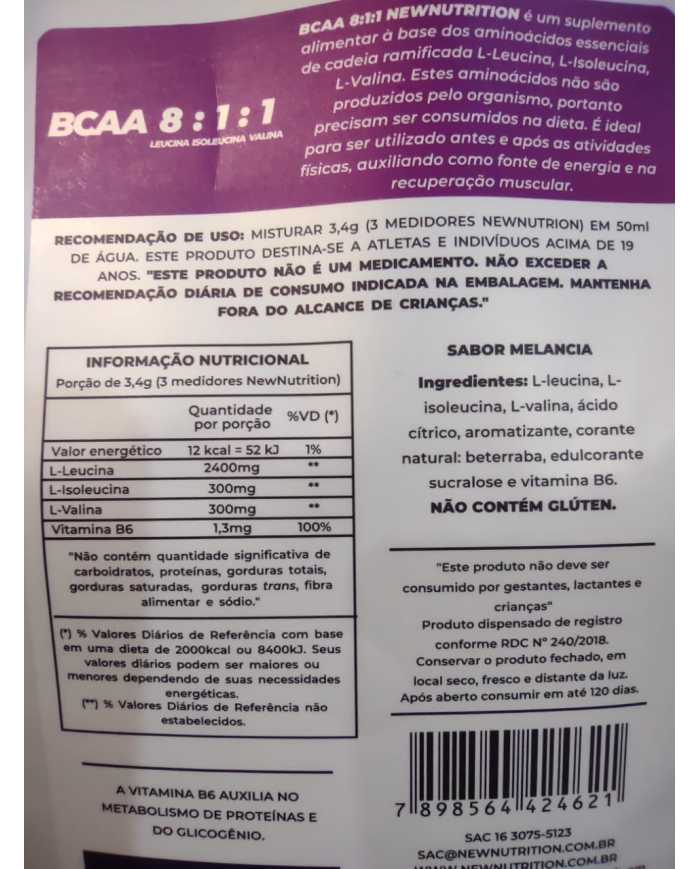 BCAA 8:1:1 NEWNUTRITION é um suplemento
alimentar à base dos aminoácidos essenciais
de cadeia ramificada L-Leucina, L-Isoleucina,
L-Valina. Estes aminoácidos não são
produzidos pelo organismo, portanto
precisam ser consumidos na dieta. É ideal
para ser utilizado antes e após as atividades
físicas, auxiliando como fonte de energia e na
recuperação muscular.
BCAA 8:1:1
LEUCINA ISOLEUCINA VALINA
RECOMENDAÇÃO DE USO: MISTURAR 3,4g (3 MEDIDORES NEWNUTRION) EM 50ml
DE ÁGUA. ESTE PRODUTO DESTINA-SE A ATLETAS E INDIVÍDUOS ACIMA DE 19
ANOS. "ESTE PRODUTO NÃO É UM MEDICAMENTO. NÃO EXCEDER A
RECOMENDAÇÃO DIÁRIA DE CONSUMO INDICADA NA EMBALAGEM. MANTENHA
FORA DO ALCANCE DE CRIANÇAS."
INFORMAÇÃO NUTRICIONAL
Porção de 3,4g (3 medidores NewNutrition)
Quantidade por porção %VD (*)
Valor energético 12 kcal = 52 kJ 1%
L-Leucina 2400mg **
L-Isoleucina 300mg **
L-Valina 300mg **
Vitamina B6 1,3mg 100%
"Não contém quantidade significativa de
carboidratos, proteínas, gorduras totais,
gorduras saturadas, gorduras trans, fibra
alimentar e sódio."
(*) % Valores Diários de Referência com base
em uma dieta de 2000kcal ou 8400kJ. Seus
valores diários podem ser maiores ou
menores dependendo de suas necessidades
energéticas.
(**) % Valores Diários de Referência não
estabelecidos.
A VITAMINA B6 AUXILIA NO
METABOLISMO DE PROTEÍNAS E
DO GLICOGÊNIO.
SABOR MELANCIA
Ingredientes: L-leucina, L-
isoleucina, L-valina, ácido
cítrico, aromatizante, corante
natural: beterraba, edulcorante
sucralose e vitamina B6.
NÃO CONTÉM GLÚTEN.
"Este produto não deve ser
consumido por gestantes, lactantes e
crianças"
Produto dispensado de registro
conforme RDC Nº 240/2018.
Conservar o produto fechado, em
local seco, fresco e distante da luz.
Após aberto consumir em até 120 dias.
7 898564 424621
SAC 16 3075-5123
SAC@NEWNUTRITION.COM.BR
WWW.NEWNUTRITION.COM.BR